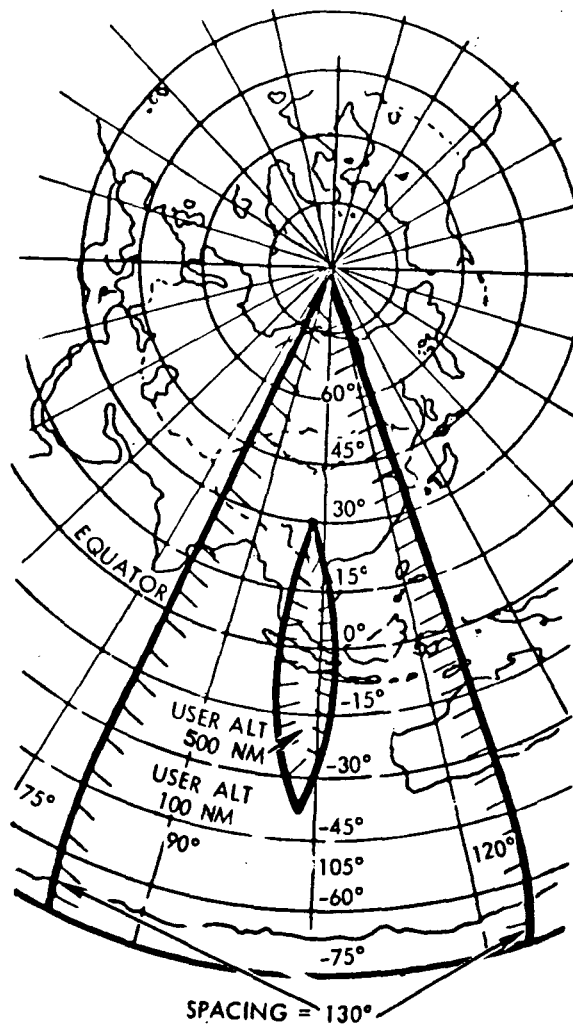 60°
45°
30°
15°
EQUATOR
0°
-15°
USER ALT
500 NM
-30°
USER ALT
100 NM
75°
-45°
90°
105°
120°
-60°
-75°
SPACING = 130°